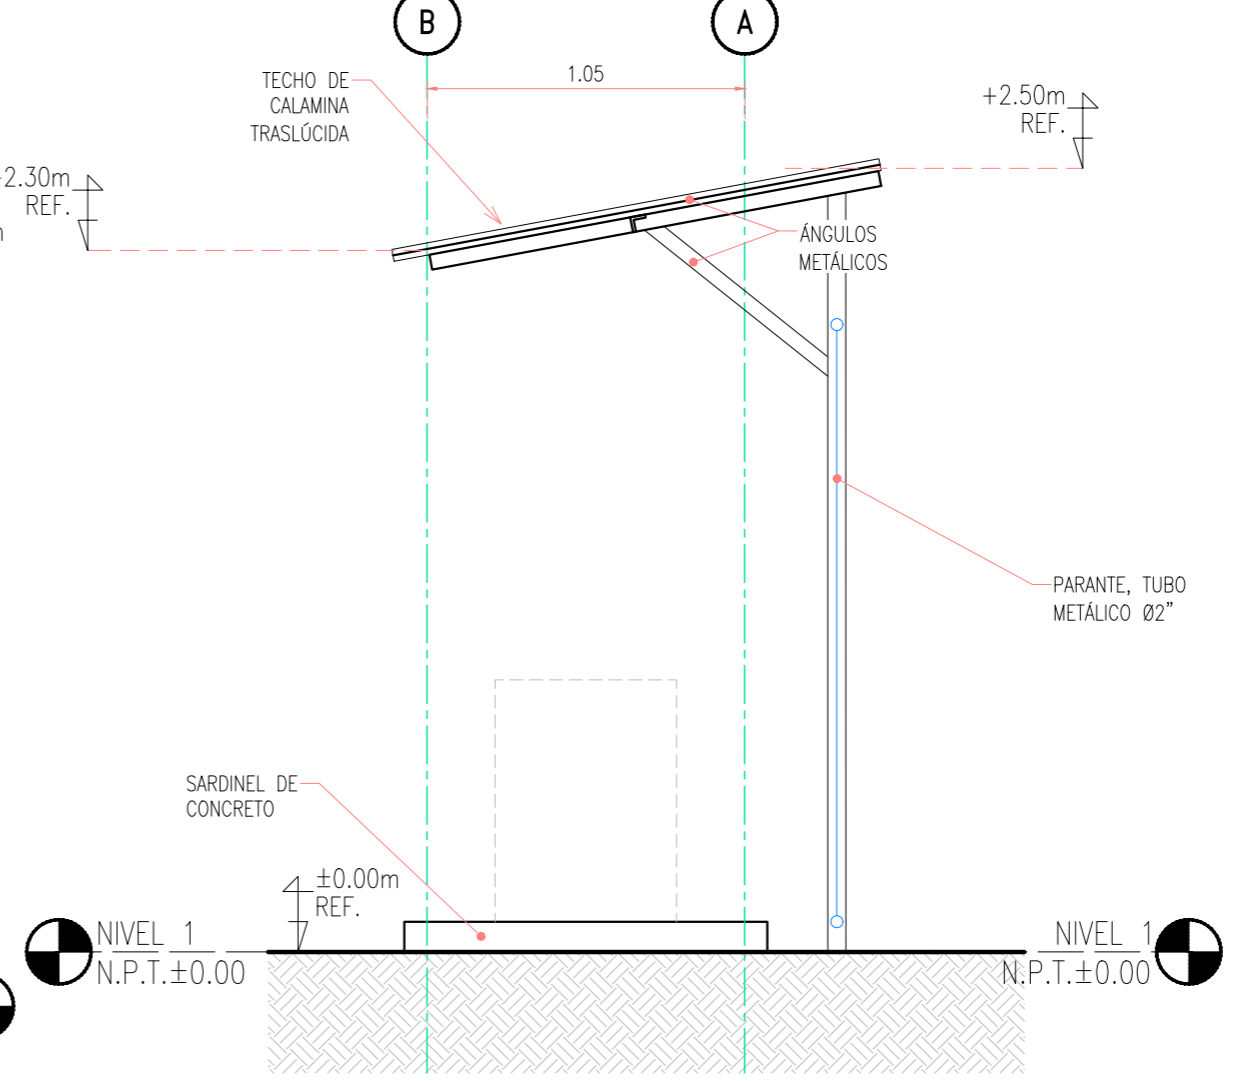 B
A
1.05
TECHO DE
CALAMINA
TRASLÚCIDA
+2.50m
REF.
2.30m
REF.
ÁNGULOS
METÁLICOS
PARANTE, TUBO
METÁLICO Ø2”
SARDINEL DE
CONCRETO
±0.00m
REF.
NIVEL 1
N.P.T.±0.00
NIVEL 1
N.P.T.±0.00